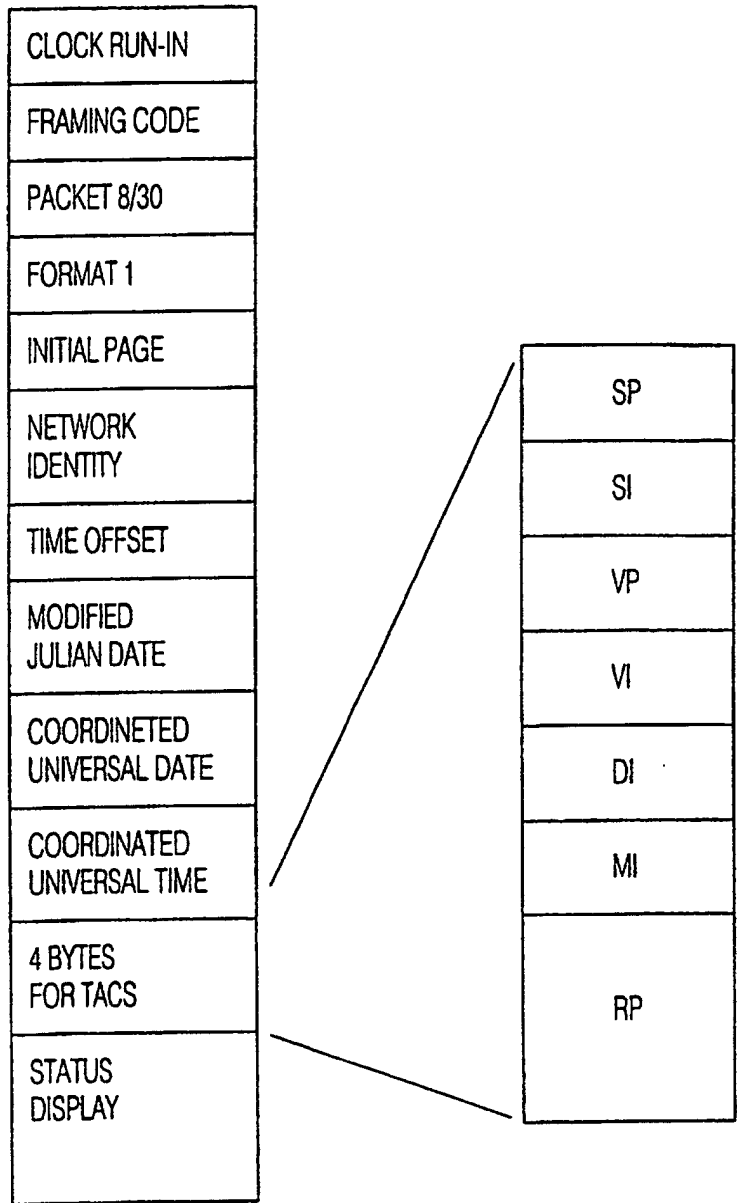 CLOCK RUN-IN
FRAMING CODE
PACKET 8/30
FORMAT 1
INITIAL PAGE
NETWORK
IDENTITY
TIME OFFSET
MODIFIED
JULIAN DATE
COORDINETED
UNIVERSAL DATE
COORDINATED
UNIVERSAL TIME
4 BYTES
FOR TACS
STATUS
DISPLAY
SP
SI
VP
VI
DI
MI
RP